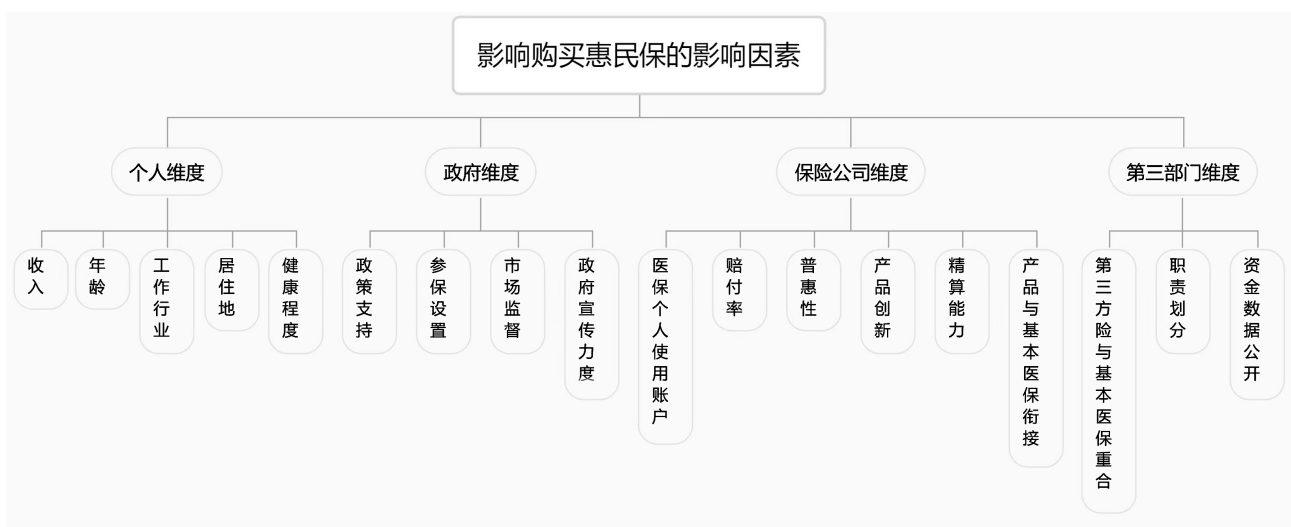 影响购买惠民保的影响因素
个人维度
政府维度
保险公司维度
第三部门维度
收入
年龄
工作行业
居住地
健康程度
政策支持
参保设置
市场监督
政府宣传力度
医保个人使用账户
赔付率
普惠性
产品创新
精算能力
产品与基本医保衔接
第三方险与基本医保重合
职责划分
资金数据公开